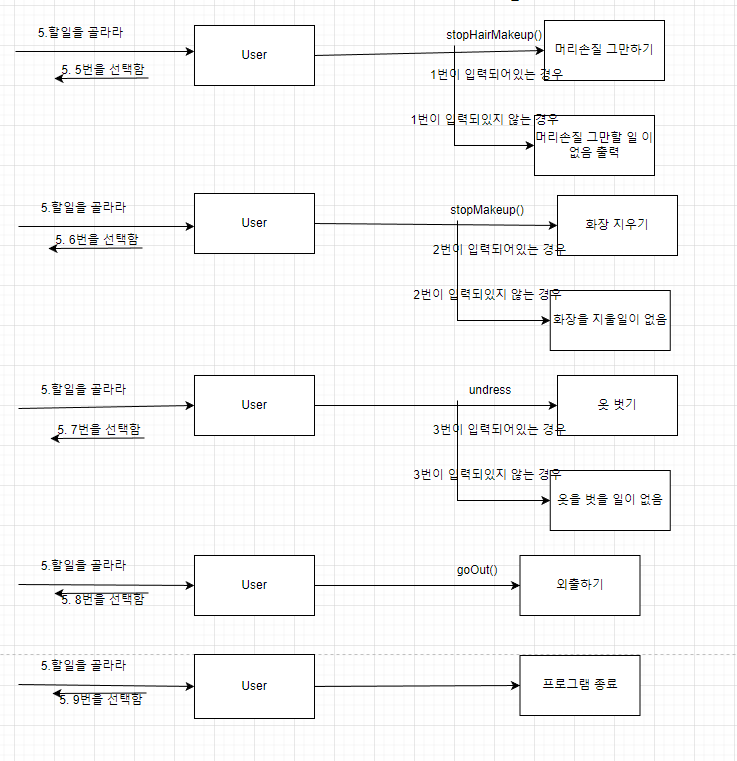 5.할일을 골라라
5. 5번을 선택함
User
stopHairMakeup()
머리손질 그만하기
1번이 입력되어있는 경우
1번이 입력되있지 않는 경우
머리손질 그만할 일 이
없음 출력
5.할일을 골라라
5. 6번을 선택함
User
stopMakeup()
화장 지우기
2번이 입력되어있는 경우
2번이 입력되있지 않는 경우
화장을 지울일이 없음
5.할일을 골라라
5. 7번을 선택함
User
undress
옷 벗기
3번이 입력되어있는 경우
3번이 입력되있지 않는 경우
옷을 벗을 일이 없음
5.할일을 골라라
5. 8번을 선택함
User
goOut()
외출하기
5.할일을 골라라
5. 9번을 선택함
User
프로그램 종료